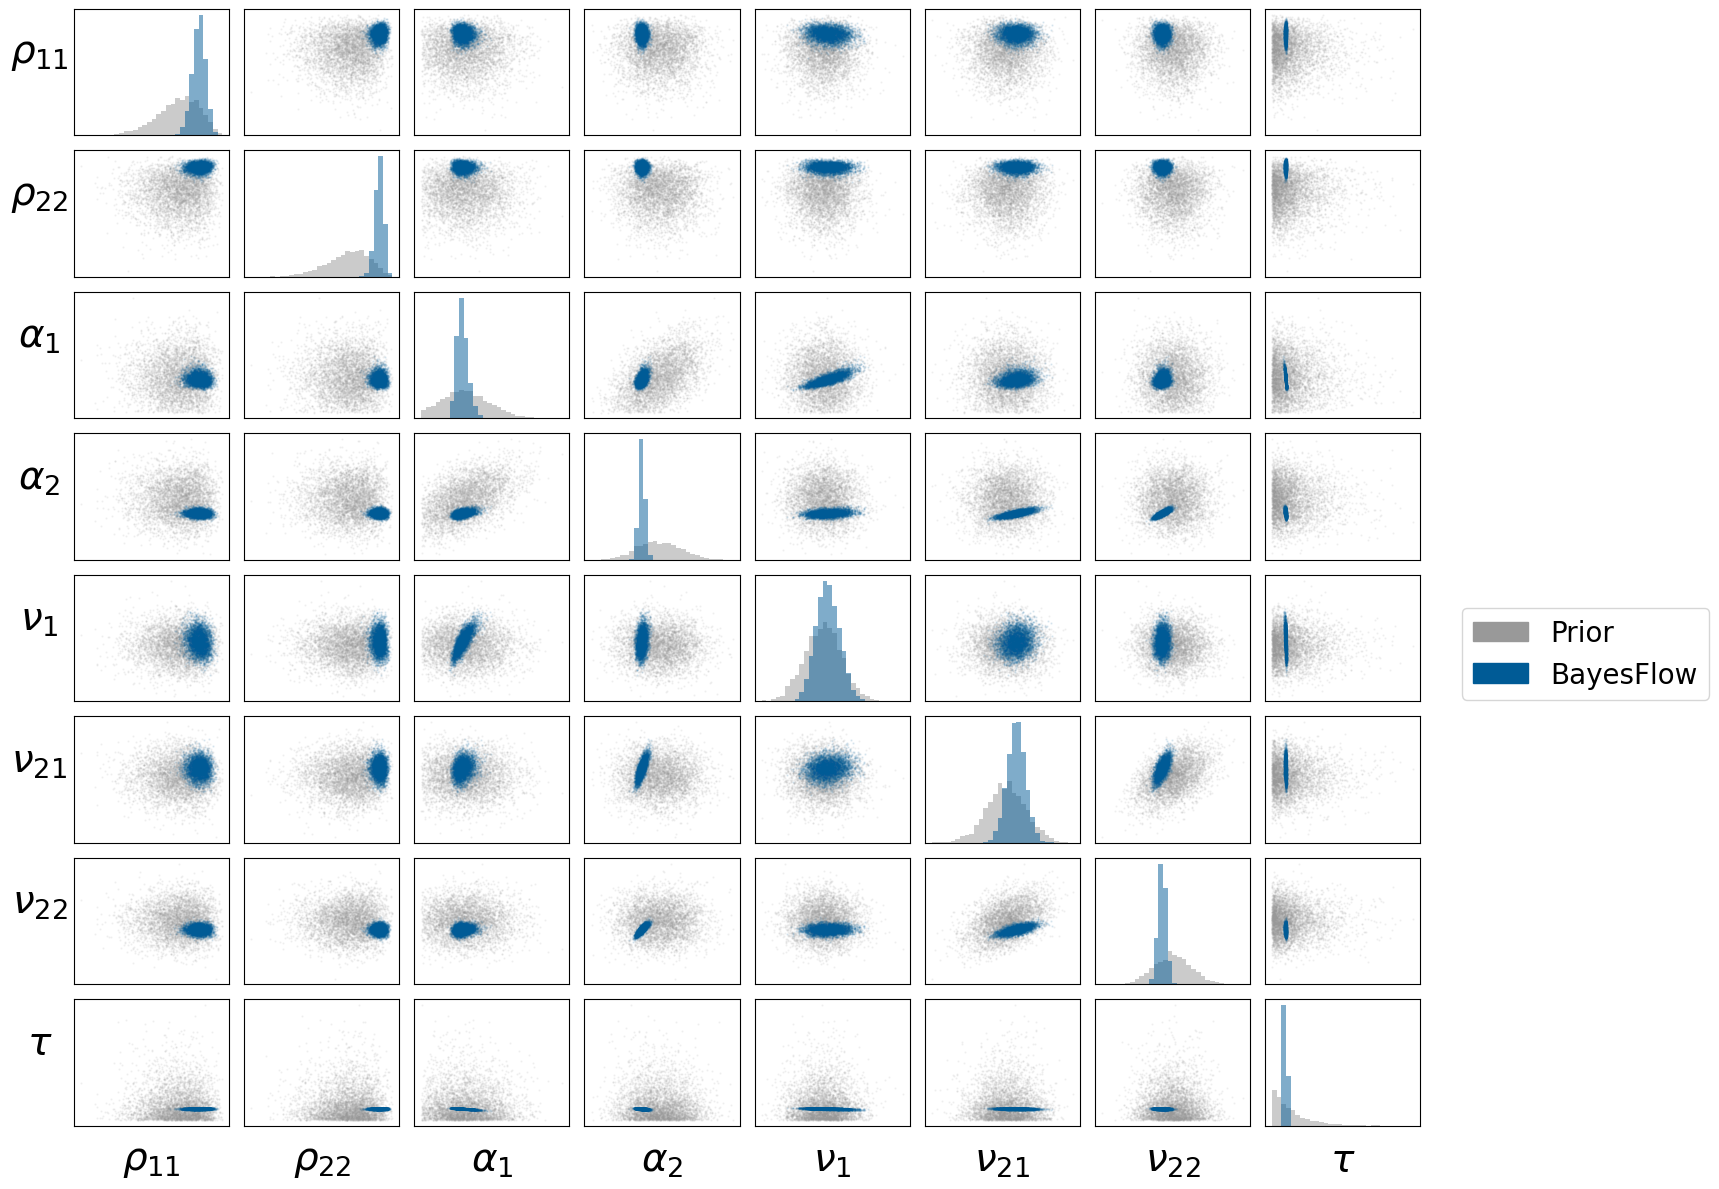 ρ11
ρ22
α1
α2
ν1
ν21
ν22
τ
Prior
BayesFlow
ρ11 ρ22 α1 α2 ν1 ν21 ν22 τ